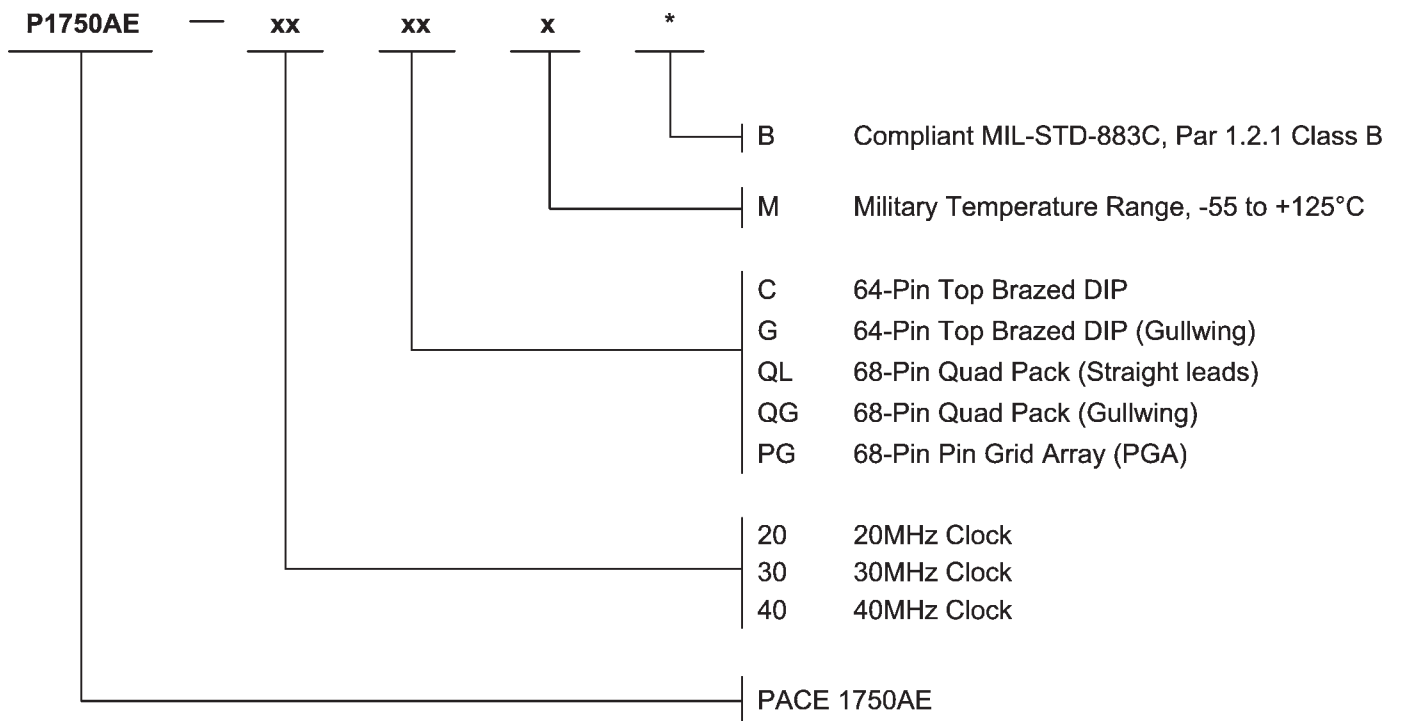 P1750AE — xx xx x *
B Compliant MIL-STD-883C, Par 1.2.1 Class B
M Military Temperature Range, -55 to +125°C
C 64-Pin Top Brazed DIP
G 64-Pin Top Brazed DIP (Gullwing)
QL 68-Pin Quad Pack (Straight leads)
QG 68-Pin Quad Pack (Gullwing)
PG 68-Pin Pin Grid Array (PGA)
20 20MHz Clock
30 30MHz Clock
40 40MHz Clock
PACE 1750AE